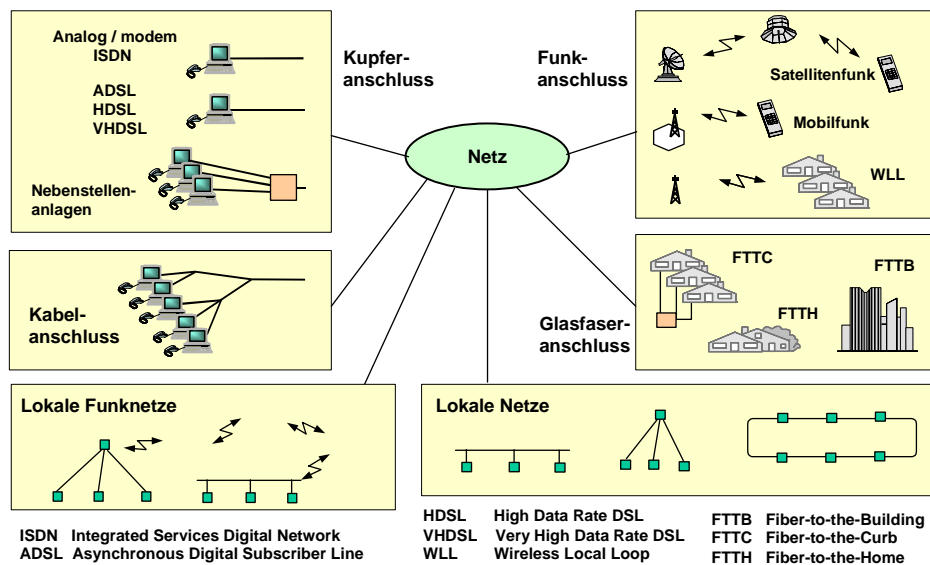 Analog / modem
ISDN
ADSL
HDSL
VHDSL
Nebenstellen-
anlagen
Kupfer-
anschluss
Funk-
anschluss
Satellitenfunk
Mobilfunk
WLL
Netz
Kabel-
anschluss
Glasfaser-
anschluss
FTTC
FTTB
FTTH
Lokale Funknetze
Lokale Netze
ISDN Integrated Services Digital Network
ADSL Asynchronous Digital Subscriber Line
HDSL High Data Rate DSL
VHDSL Very High Data Rate DSL
WLL Wireless Local Loop
FTTB Fiber-to-the-Building
FTTC Fiber-to-the-Curb
FTTH Fiber-to-the-Home